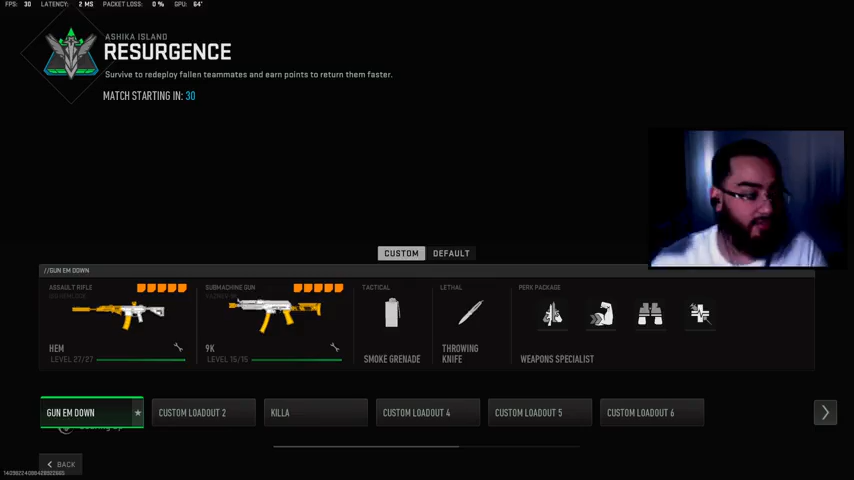 FPS: 30 LATENCY: 2 MS PACKET LOSS: 0 % GPU: 64°
ASHIKA ISLAND
RESURGENCE
Survive to redeploy fallen teammates and earn points to return them faster.
MATCH STARTING IN: 30
CUSTOM DEFAULT
//GUN EM DOWN
ASSAULT RIFLE SUBMACHINE GUN TACTICAL LETHAL PERK PACKAGE
HEM 9K SMOKE GRENADE THROWING KNIFE WEAPONS SPECIALIST
LEVEL 27/27 LEVEL 15/15
GUN EM DOWN CUSTOM LOADOUT 2 KILLA CUSTOM LOADOUT 4 CUSTOM LOADOUT 5 CUSTOM LOADOUT 6
BACK